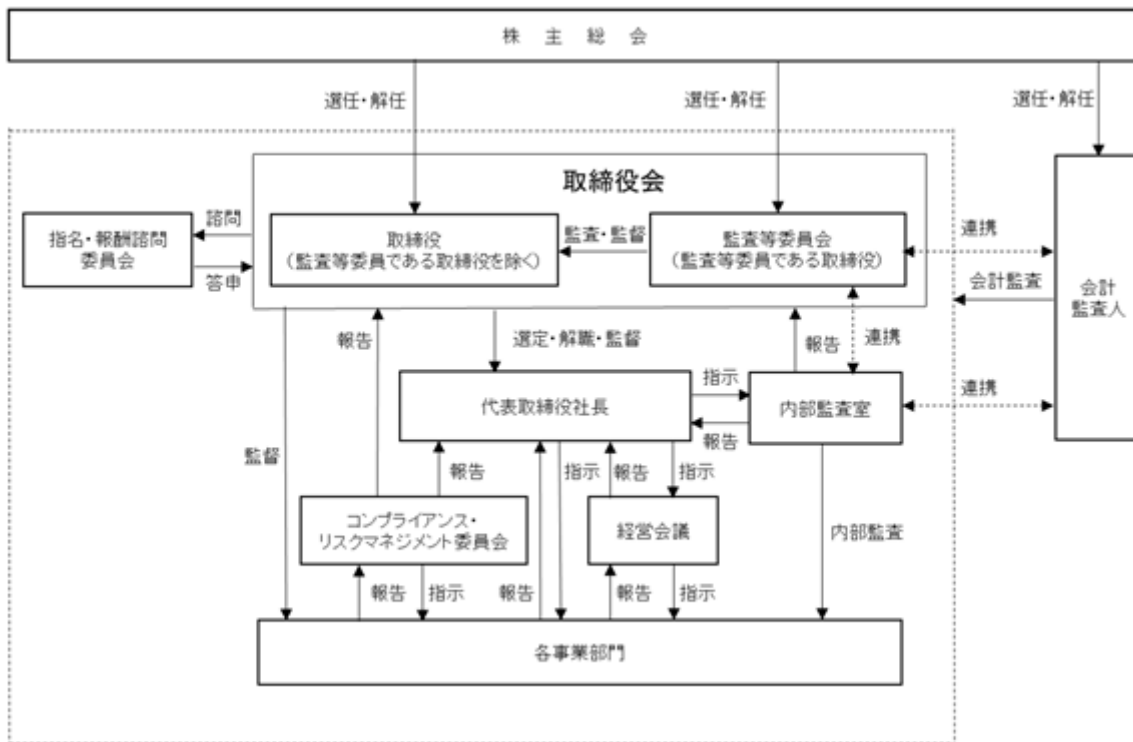 株主総会
選任・解任
選任・解任
選任・解任
取締役会
指名・報酬諮問
委員会
諮問
答申
取締役
(監査等委員である取締役を除く)
監査・監督
監査等委員会
(監査等委員である取締役)
連携
会計監査
会計
監査人
報告
選定・解職・監督
報告
連携
代表取締役社長
指示
報告
内部監査室
連携
監督
報告
指示
報告
指示
コンプライアンス・
リスクマネジメント委員会
経営会議
内部監査
報告
指示
報告
報告
指示
各事業部門